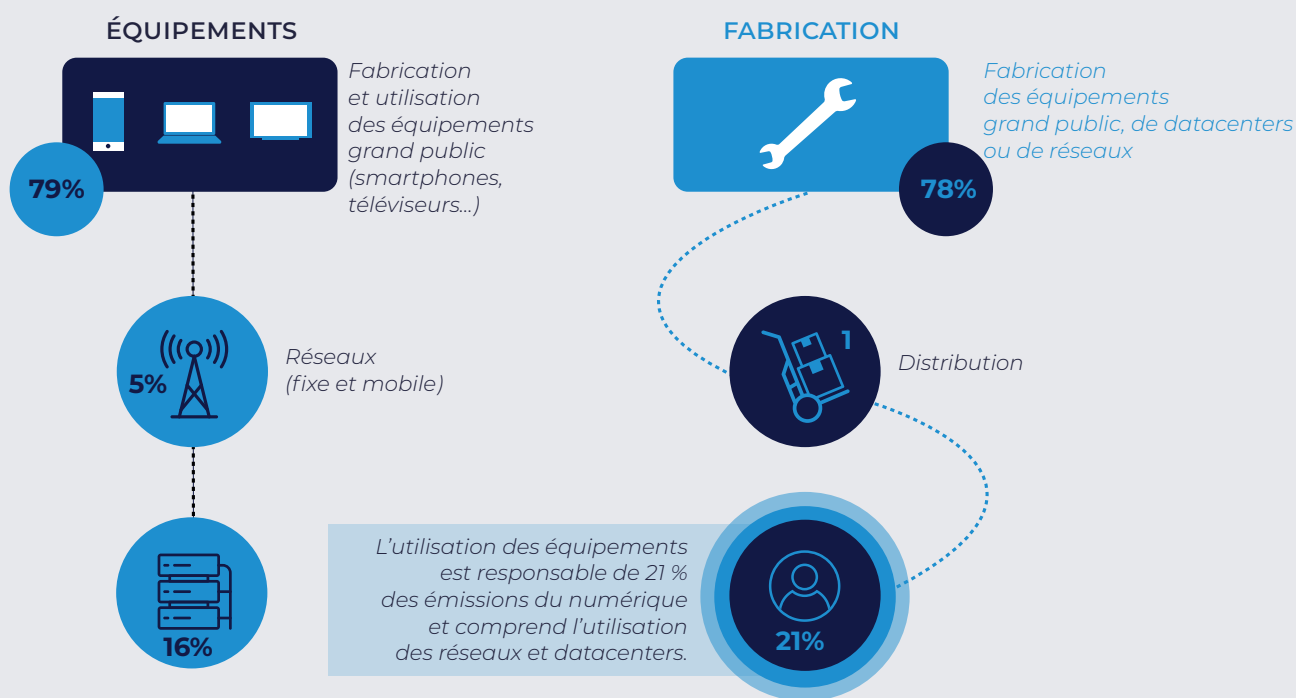 ÉQUIPEMENTS
Fabrication
et utilisation
des équipements
grand public
(smartphones,
téléviseurs...)
79%
5%
Réseaux
(fixe et mobile)
16%
FABRICATION
Fabrication
des équipements
grand public, de datacenters
ou de réseaux
78%
1
Distribution
L'utilisation des équipements
est responsable de 21 %
des émissions du numérique
et comprend l'utilisation
des réseaux et datacenters.
21%